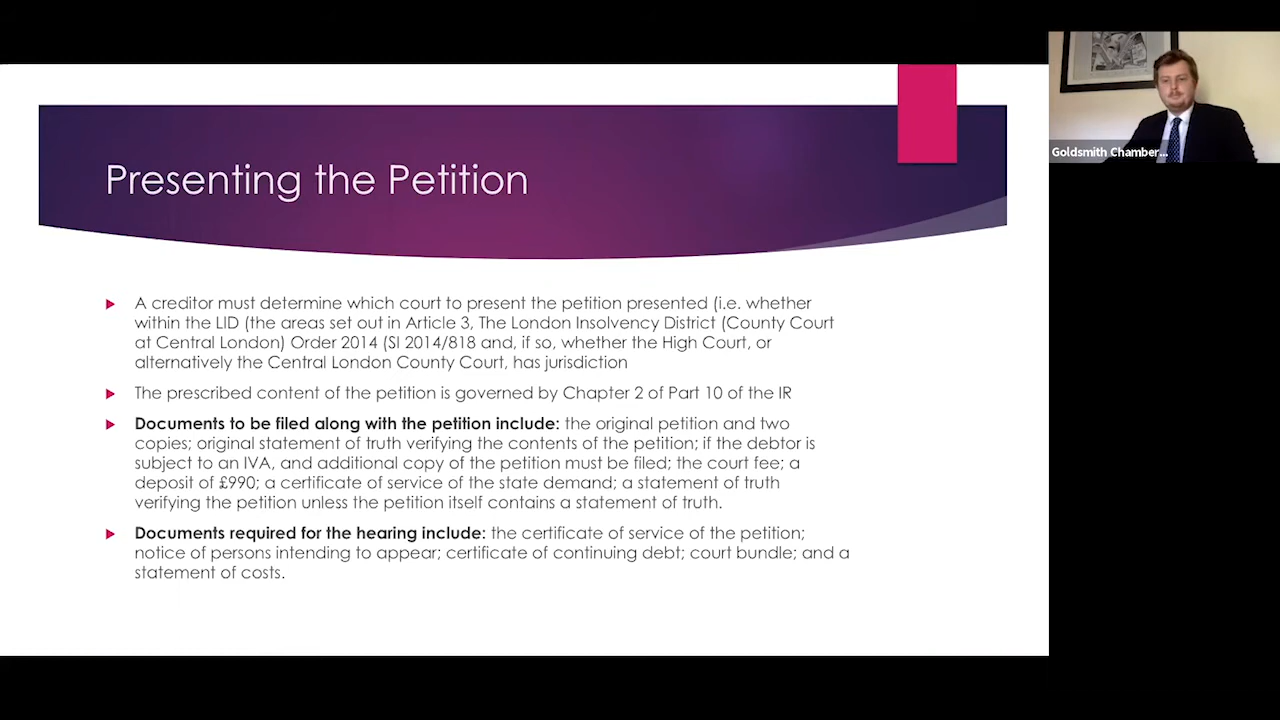 Presenting the Petition
A creditor must determine which court to present the petition presented (i.e. whether
within the LID (the areas set out in Article 3, The London Insolvency District (County Court
at Central London) Order 2014 (SI 2014/818 and, if so, whether the High Court, or
alternatively the Central London County Court, has jurisdiction
The prescribed content of the petition is governed by Chapter 2 of Part 10 of the IR
Documents to be filed along with the petition include: the original petition and two
copies; original statement of truth verifying the contents of the petition; if the debtor is
subject to an IVA, and additional copy of the petition must be filed; the court fee; a
deposit of £990; a certificate of service of the state demand; a statement of truth
verifying the petition unless the petition itself contains a statement of truth.
Documents required for the hearing include: the certificate of service of the petition;
notice of persons intending to appear; certificate of continuing debt; court bundle; and a
statement of costs.
Goldsmith Chamber...